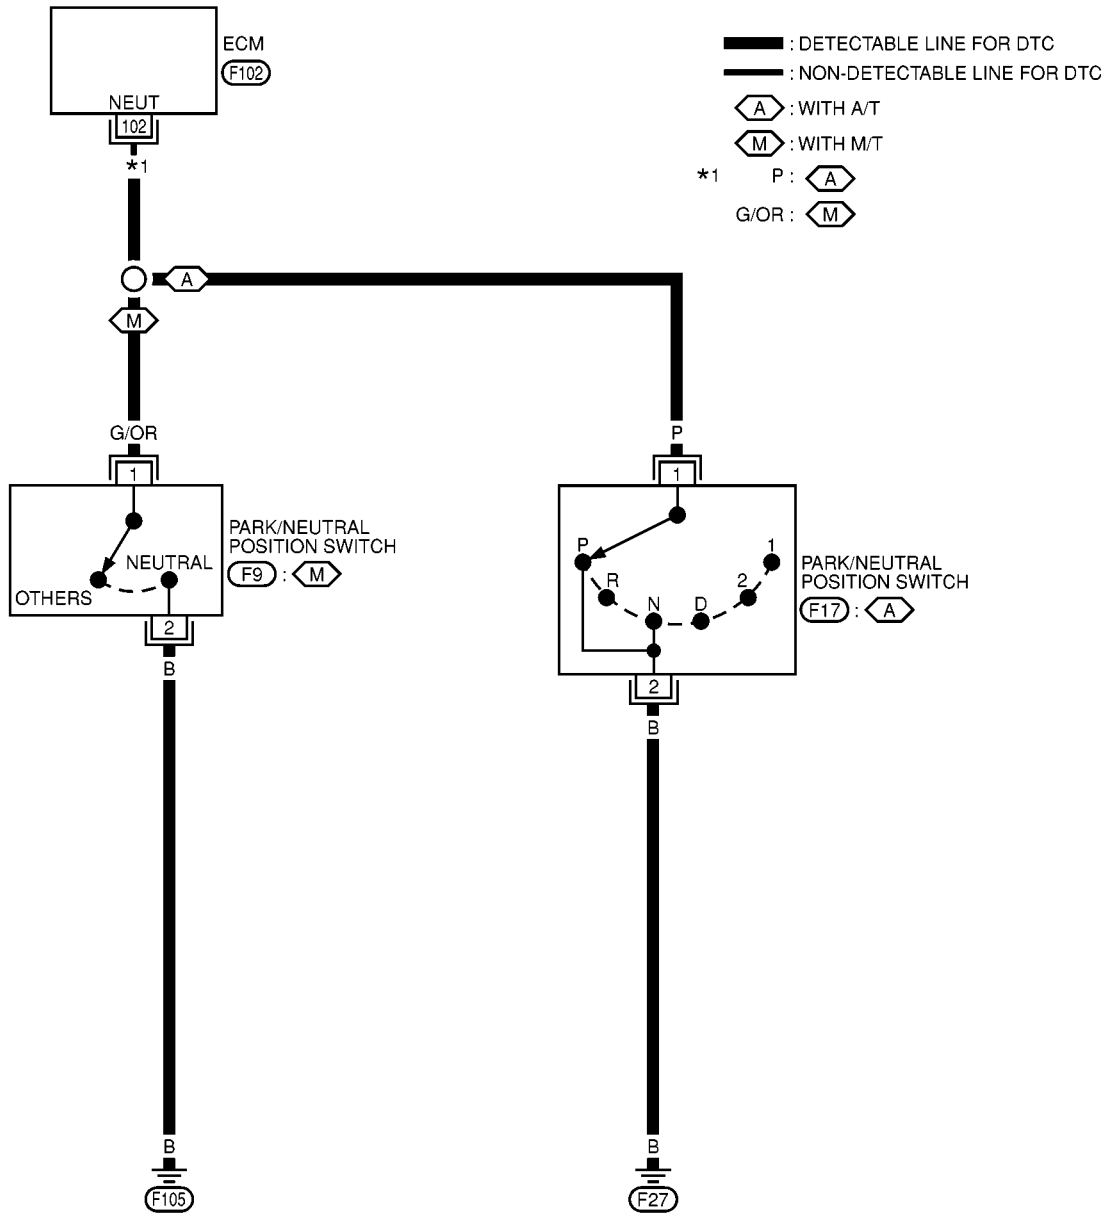 ECM
F102
NEUT
102
*1
: DETECTABLE LINE FOR DTC
: NON-DETECTABLE LINE FOR DTC
A : WITH A/T
M : WITH M/T
*1 P : A
G/OR : M
A
M
G/OR
1
PARK/NEUTRAL
POSITION SWITCH
F9 : M
NEUTRAL
OTHERS
2
B
B
F105
P
1
P
R
N
D
2
1
PARK/NEUTRAL
POSITION SWITCH
F17 : A
2
B
B
F27